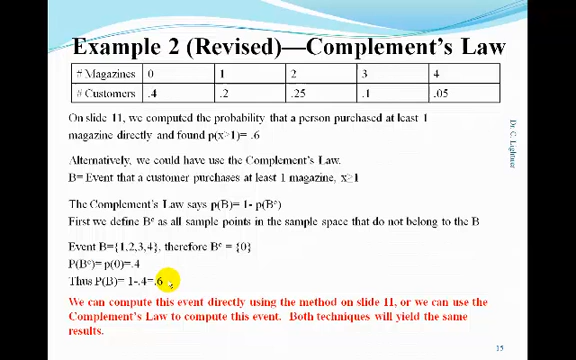 Example 2 (Revised)—Complement's Law
# Magazines 0 1 2 3 4
# Customers .4 .2 .25 .1 .05
On slide 11, we computed the probability that a person purchased at least 1
magazine directly and found p(x≥1)= .6
Alternatively, we could have use the Complement's Law.
B= Event that a customer purchases at least 1 magazine, x≥1
The Complement's Law says p(B)= 1- p(Bᶜ)
First we define Bᶜ as all sample points in the sample space that do not belong to the B
Event B={1,2,3,4}, therefore Bᶜ = {0}
P(Bᶜ)= p(0)=.4
Thus P(B)= 1-.4=.6
We can compute this event directly using the method on slide 11, or we can use the
Complement's Law to compute this event. Both techniques will yield the same
results.
Dr. C. Lightner
15